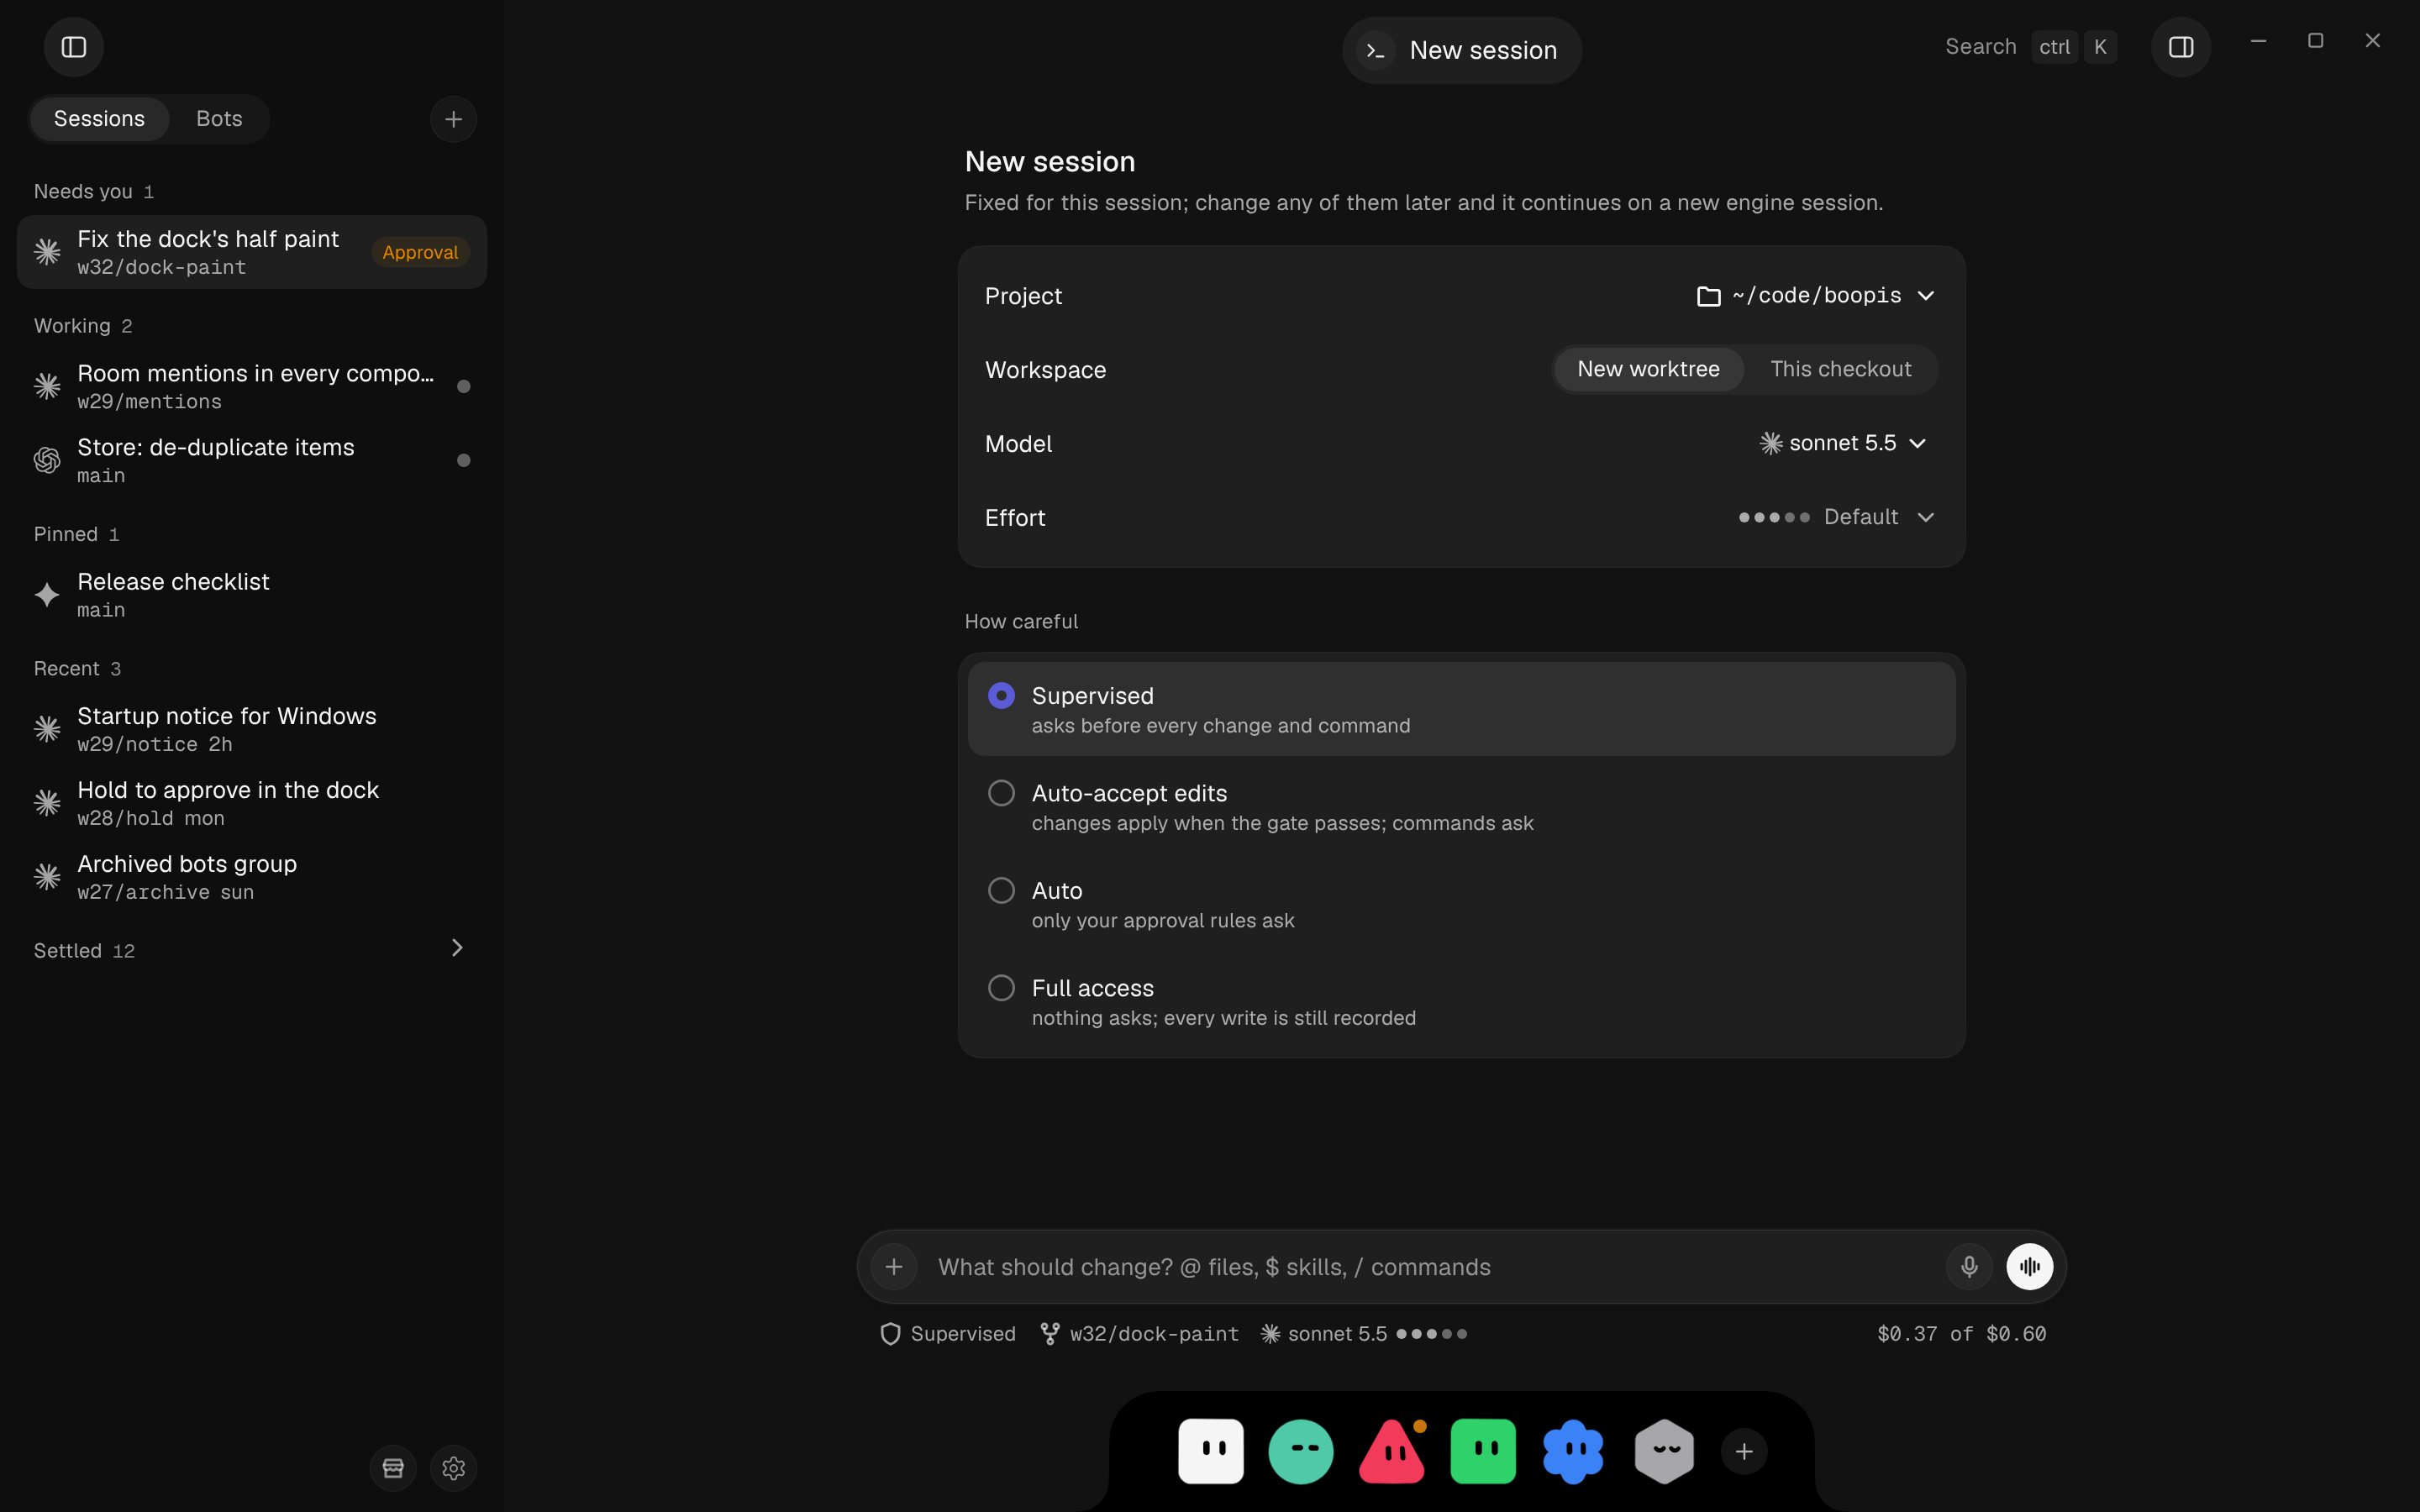 New session
Search ctrl K
Sessions Bots
Needs you 1
Fix the dock's half paint
w32/dock-paint
Approval
Working 2
Room mentions in every compo…
w29/mentions
Store: de-duplicate items
main
Pinned 1
Release checklist
main
Recent 3
Startup notice for Windows
w29/notice 2h
Hold to approve in the dock
w28/hold mon
Archived bots group
w27/archive sun
Settled 12
New session
Fixed for this session; change any of them later and it continues on a new engine session.
Project ~/code/boopis
Workspace New worktree This checkout
Model sonnet 5.5
Effort Default
How careful
Supervised
asks before every change and command
Auto-accept edits
changes apply when the gate passes; commands ask
Auto
only your approval rules ask
Full access
nothing asks; every write is still recorded
What should change? @ files, $ skills, / commands
Supervised w32/dock-paint sonnet 5.5 $0.37 of $0.60